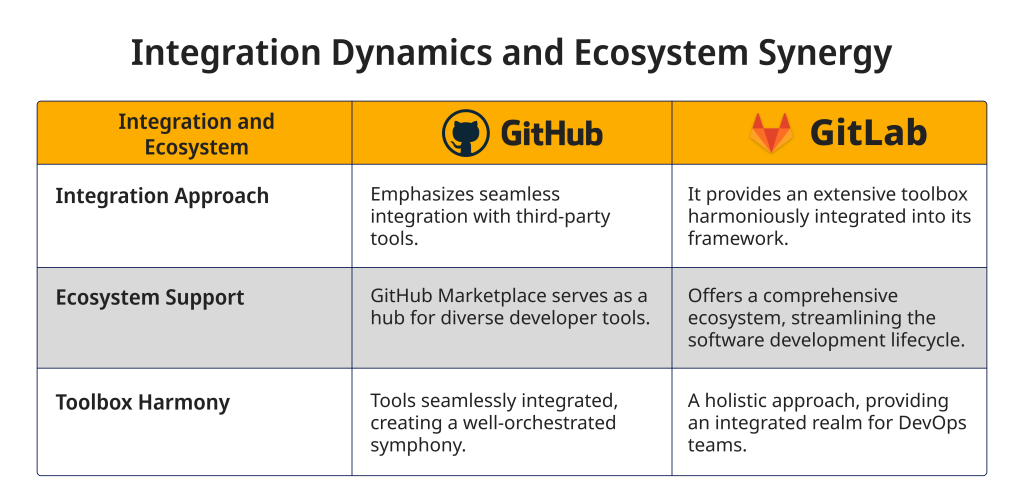 Integration Dynamics and Ecosystem Synergy
Integration and
Ecosystem
GitHub
GitLab
Integration Approach
Emphasizes seamless
integration with third-party
tools.
It provides an extensive toolbox
harmoniously integrated into its
framework.
Ecosystem Support
GitHub Marketplace serves as a
hub for diverse developer tools.
Offers a comprehensive
ecosystem, streamlining the
software development lifecycle.
Toolbox Harmony
Tools seamlessly integrated,
creating a well-orchestrated
symphony.
A holistic approach, providing
an integrated realm for DevOps
teams.